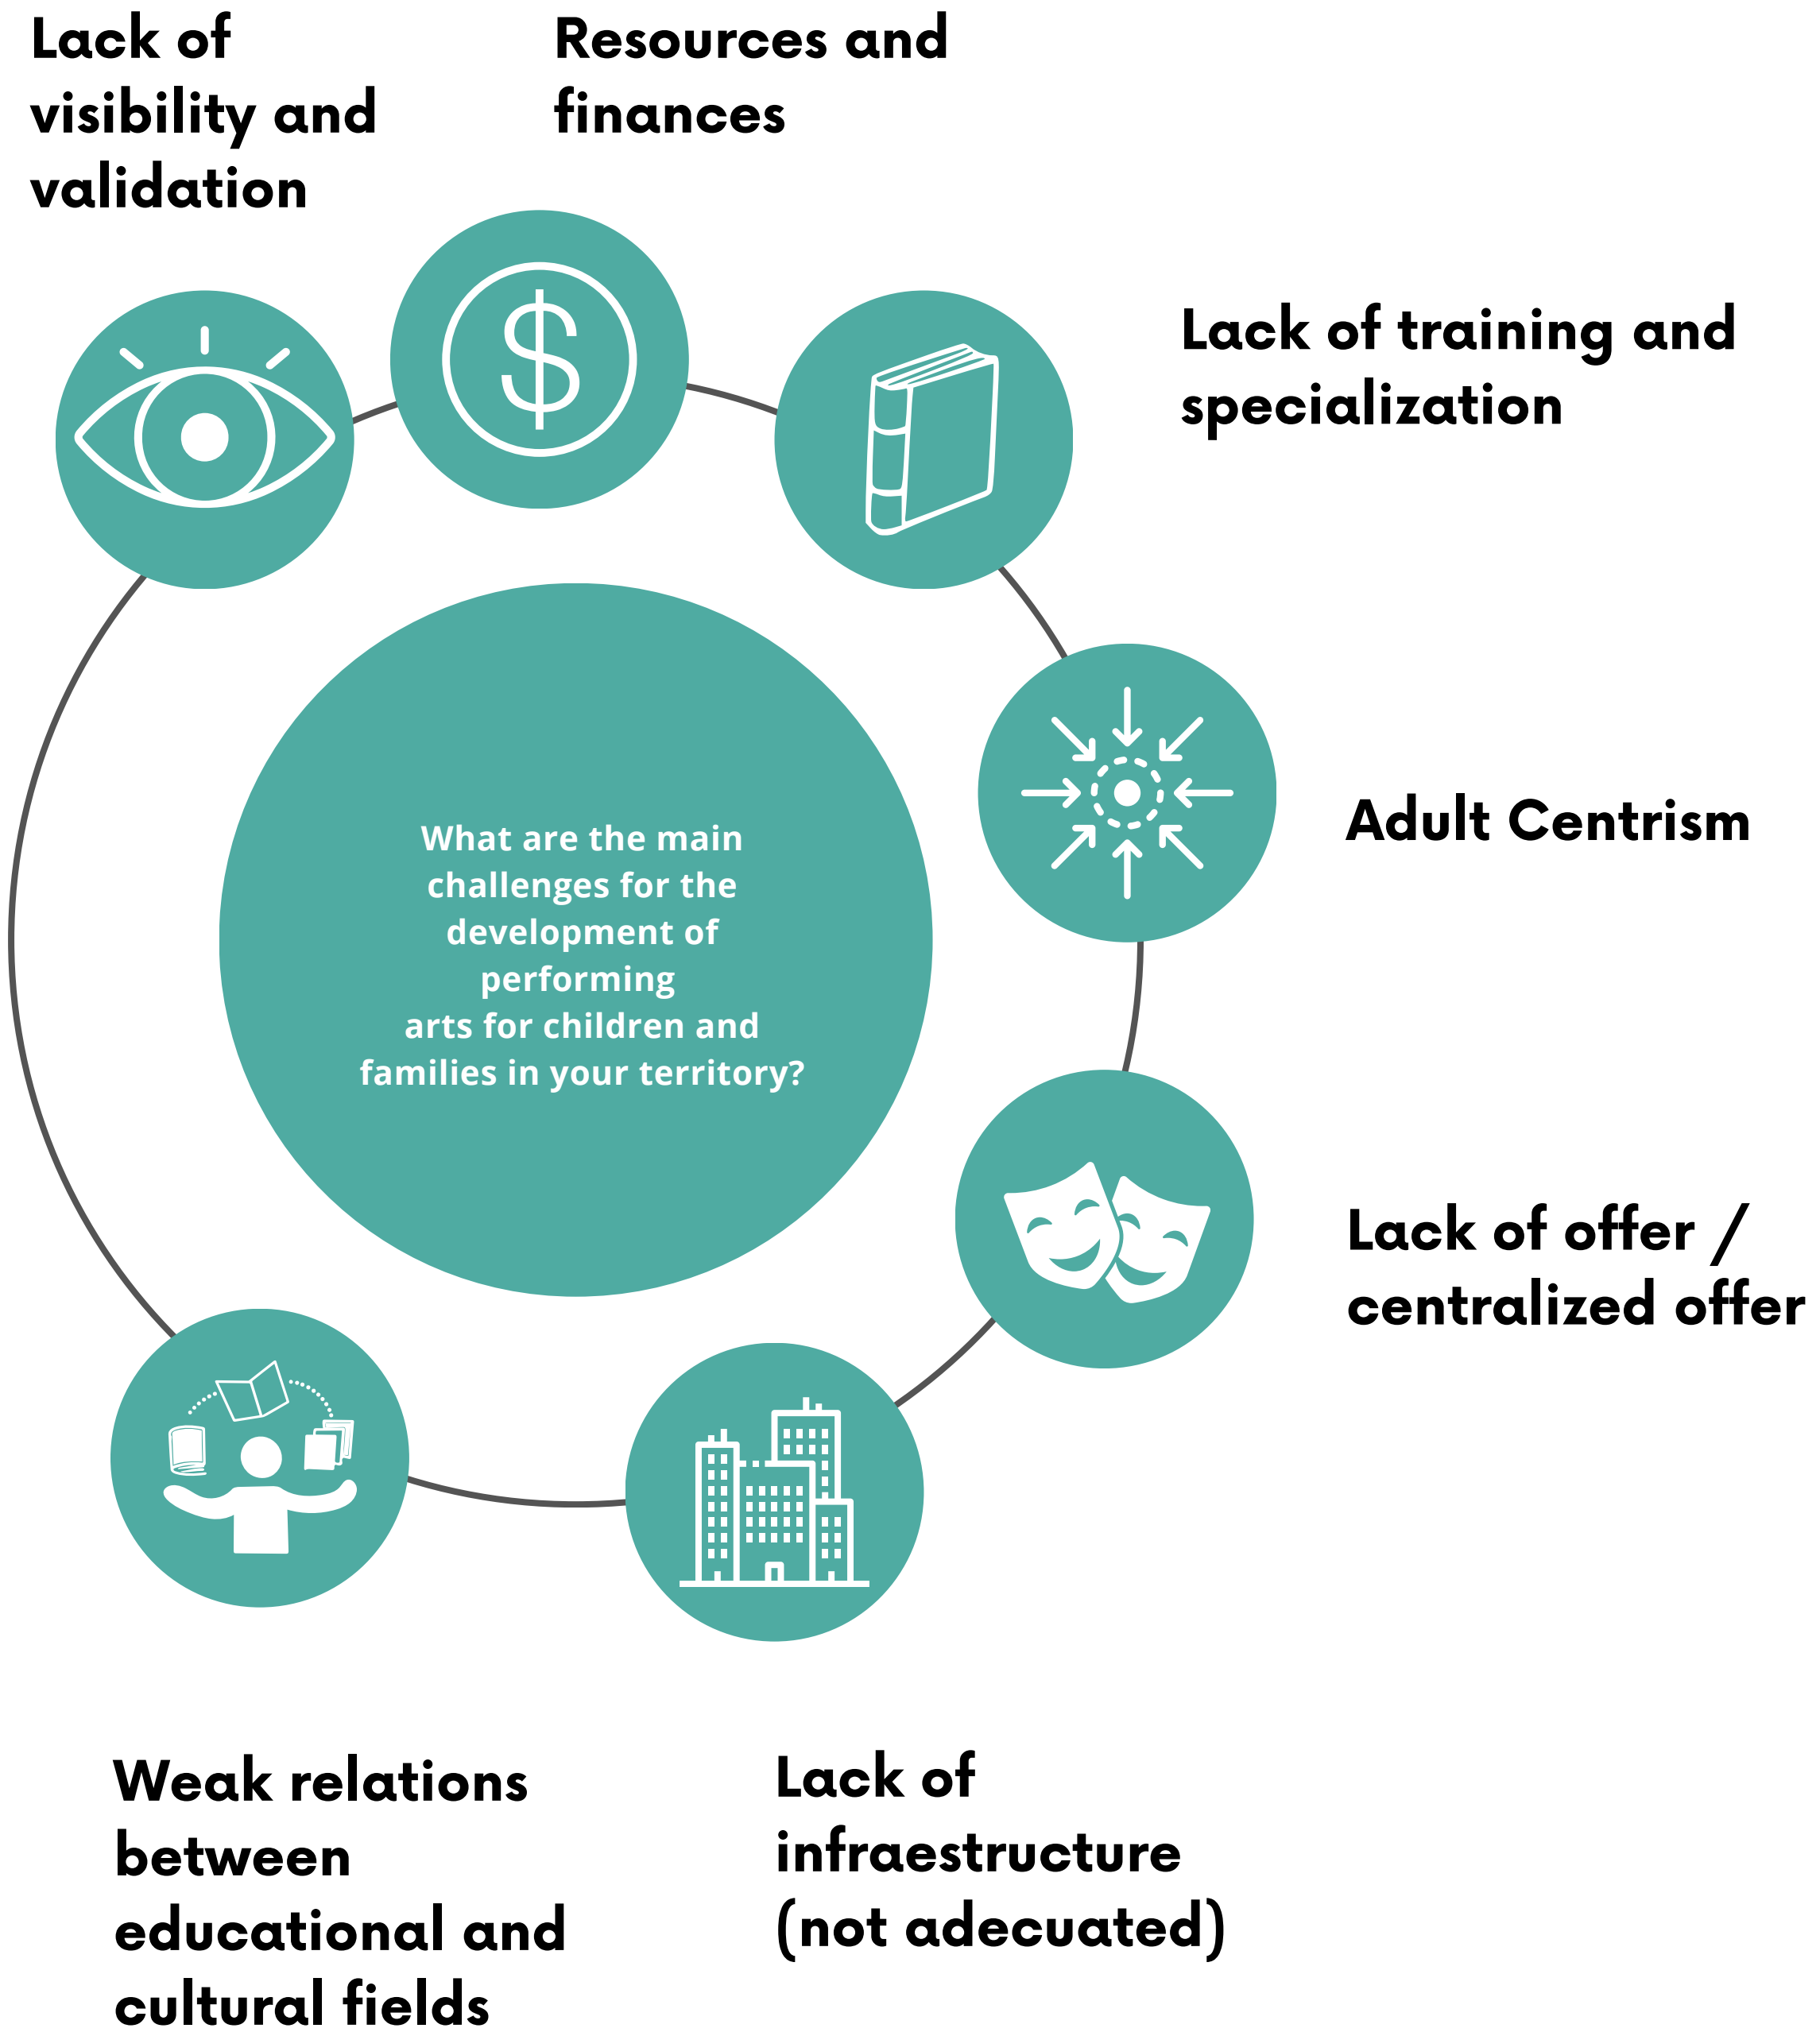 Lack of
visibility and
validation
Resources and
finances
Lack of training and
specialization
Adult Centrism
Lack of offer /
centralized offer
What are the main
challenges for the
development of
performing
arts for children and
families in your territory?
Weak relations
between
educational and
cultural fields
Lack of
infraestructure
(not adecuated)